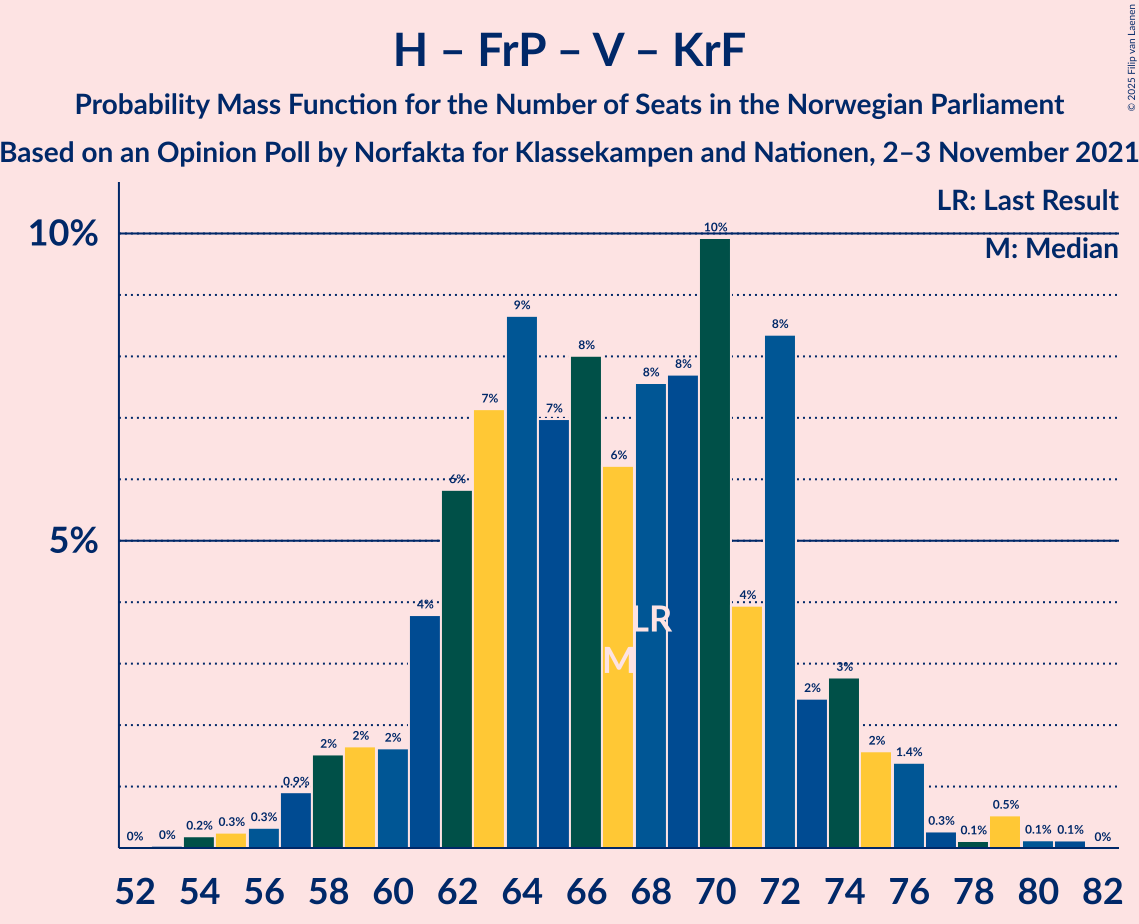 H – FrP – V – KrF
Probability Mass Function for the Number of Seats in the Norwegian Parliament
Based on an Opinion Poll by Norfakta for Klassekampen and Nationen, 2–3 November 2021
© 2025 Filip van Laenen
LR: Last Result
M: Median
10%
5%
0% 0% 0.2% 0.3% 0.3% 0.9% 2% 2% 2% 4% 6% 7% 9% 7% 8% 6% 8% 8% 10% 4% 8% 2% 3% 2% 1.4% 0.3% 0.1% 0.5% 0.1% 0.1% 0%
LR
M
52 54 56 58 60 62 64 66 68 70 72 74 76 78 80 82